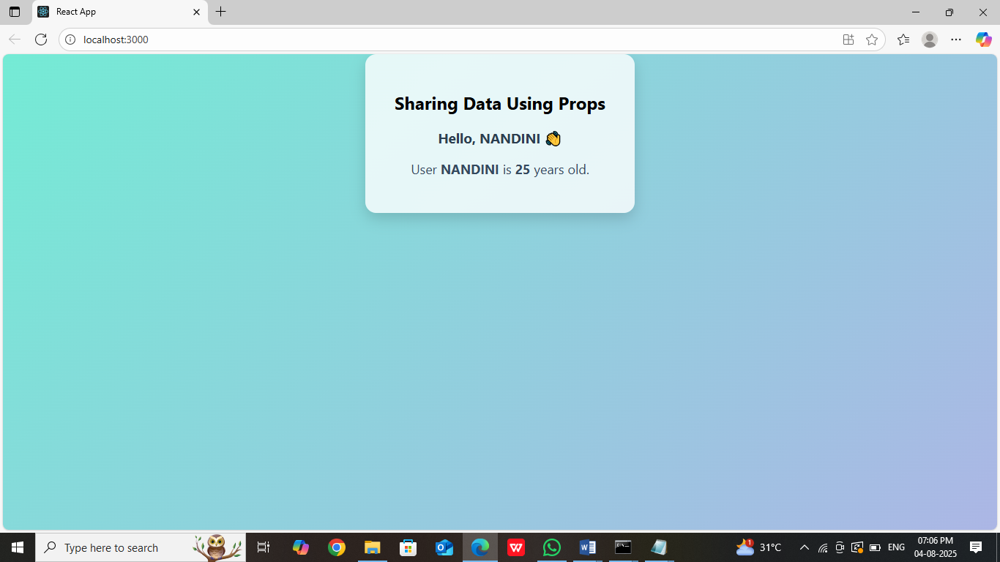 React App
localhost:3000
Sharing Data Using Props
Hello, NANDINI 👋
User NANDINI is 25 years old.
Type here to search
1
31°C
ENG
07:06 PM
04-08-2025